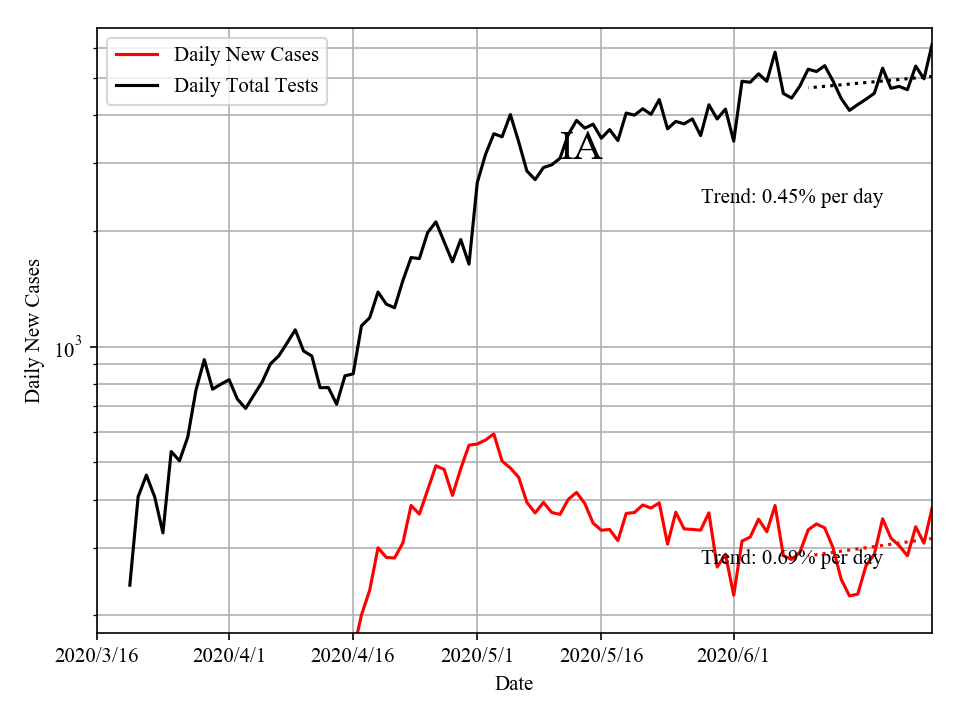 Daily New Cases
Daily Total Tests
IA
Trend: 0.45% per day
Daily New Cases
10³
Trend: 0.69% per day
2020/3/16
2020/4/1
2020/4/16
2020/5/1
2020/5/16
2020/6/1
Date